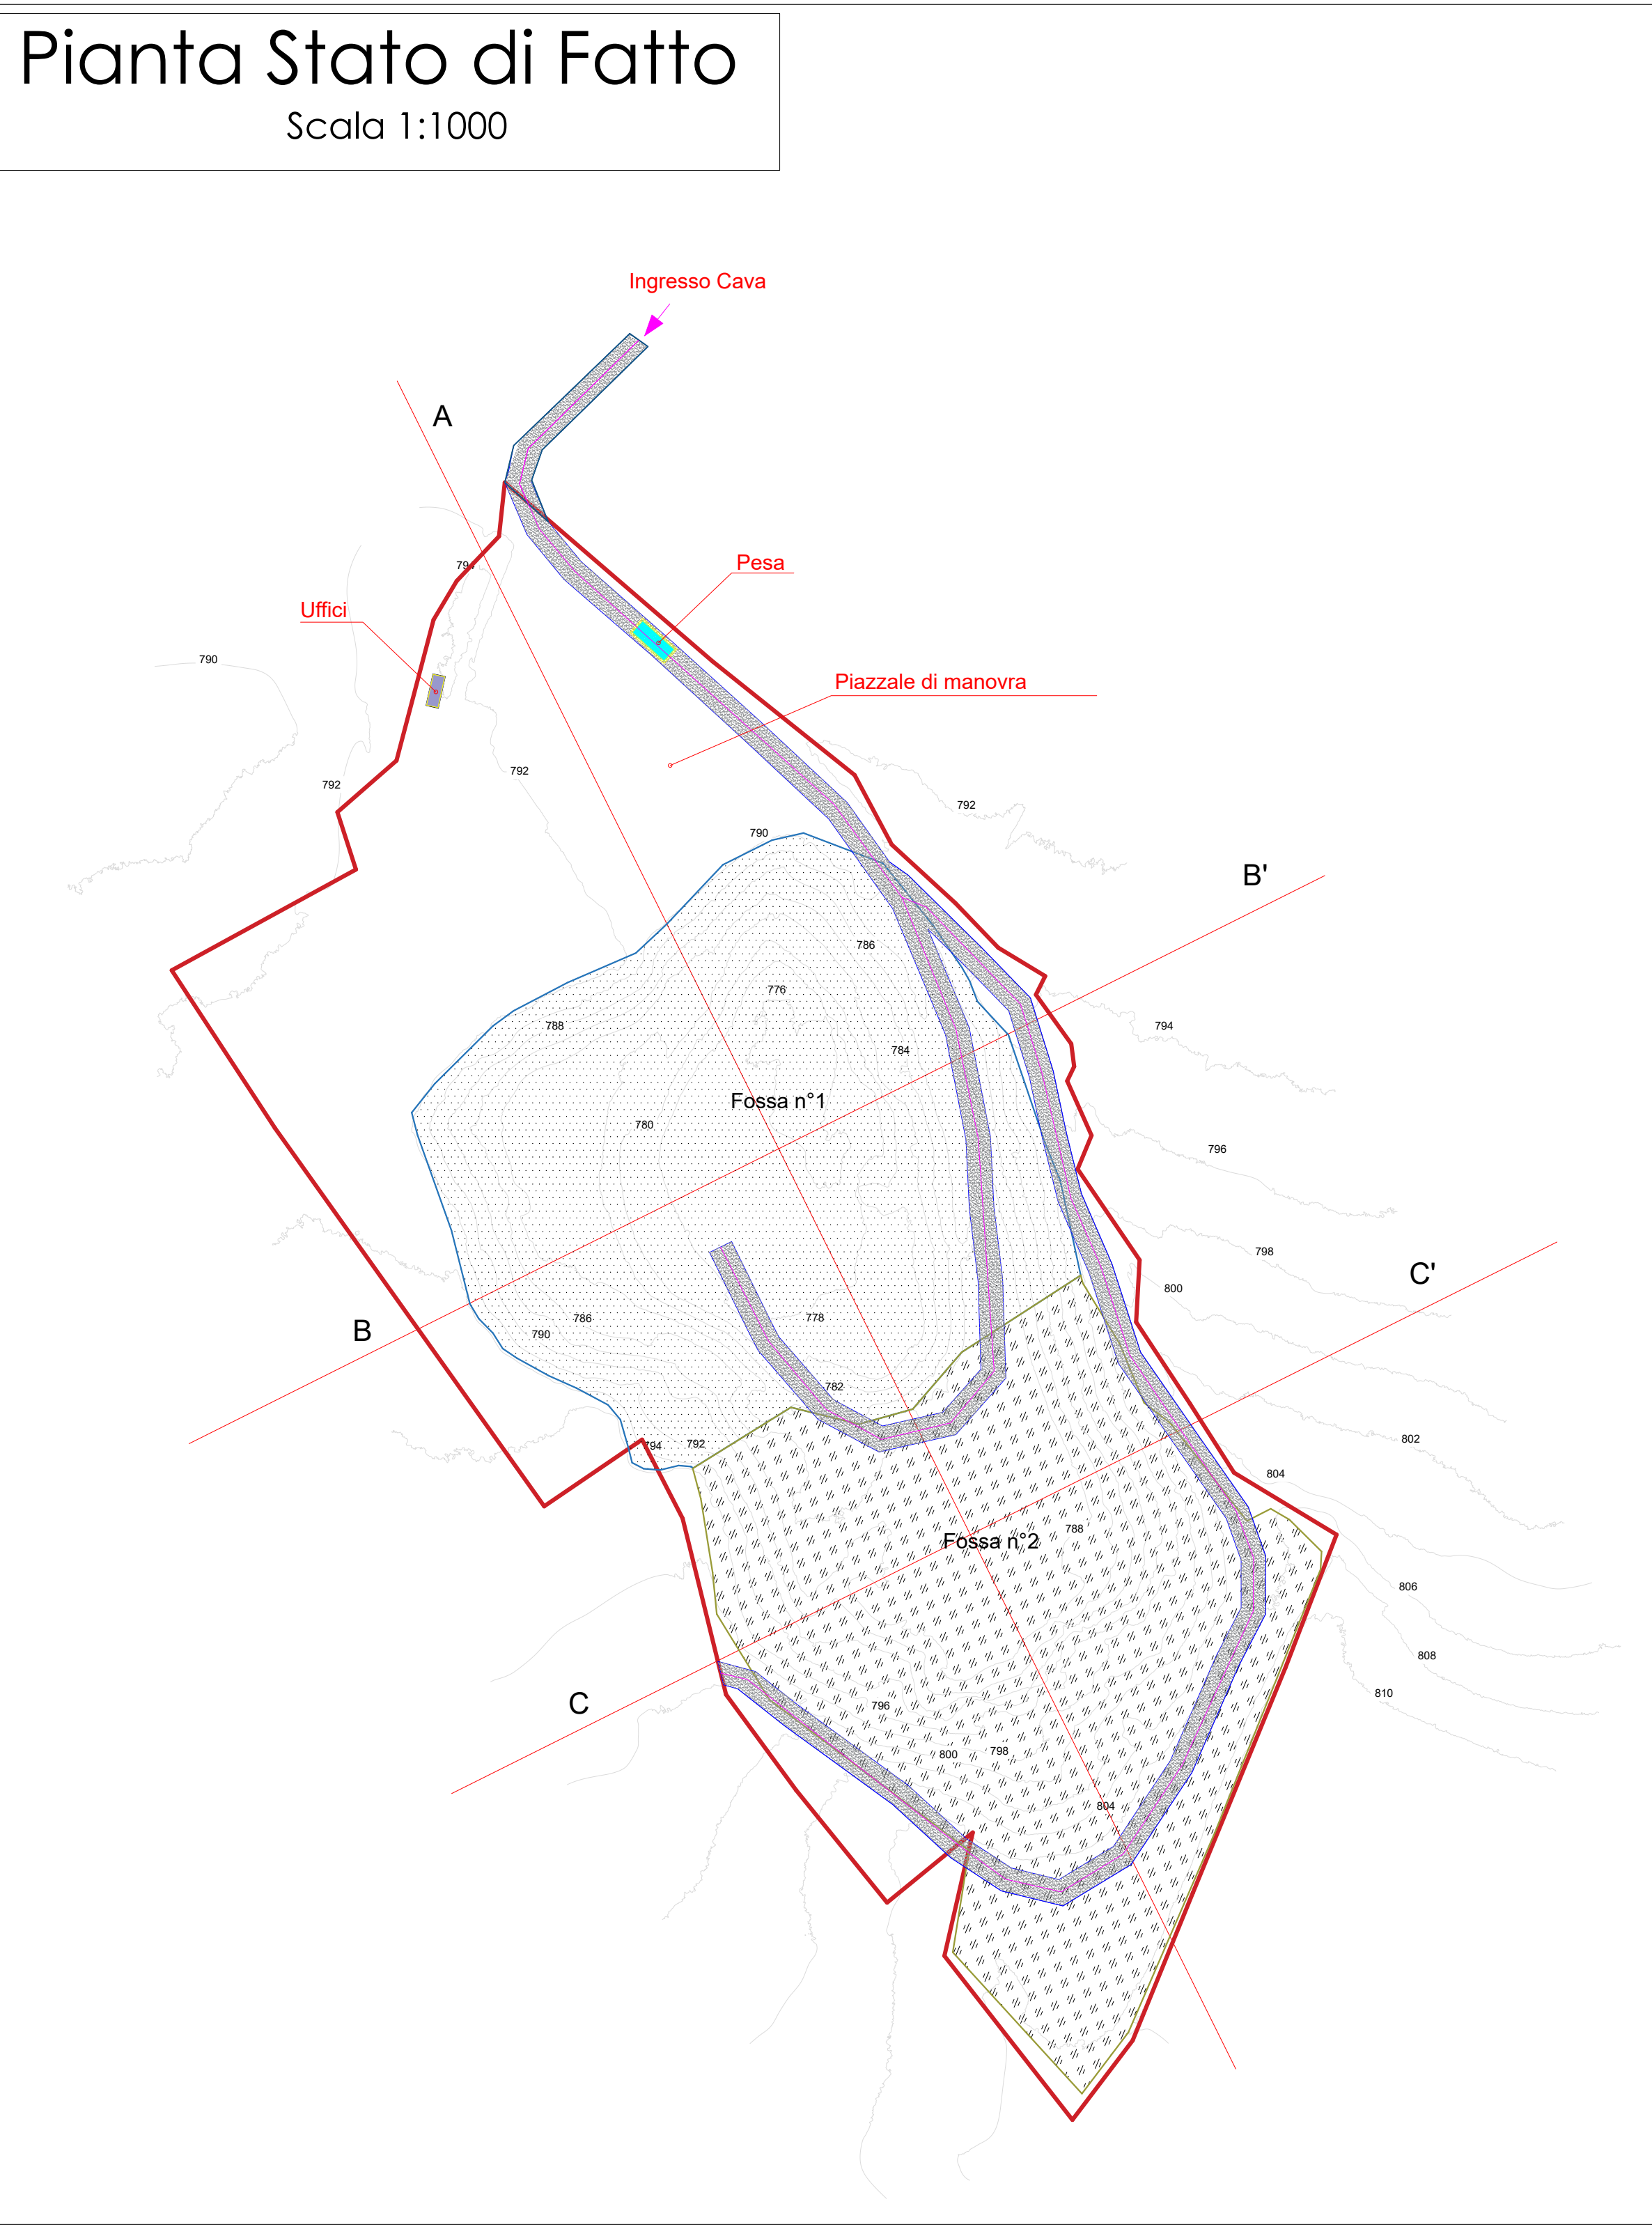 Pianta Stato di Fatto
Scala 1:1000
Ingresso Cava
A
Pesa
794
Uffici
790
Piazzale di manovra
792
792
792
790
B'
786
776
788
794
784
Fossa n°1
780
796
798
C'
800
778
786
B
790
782
802
794
792
804
788
Fossa n°2
806
808
810
C
796
798
800
804